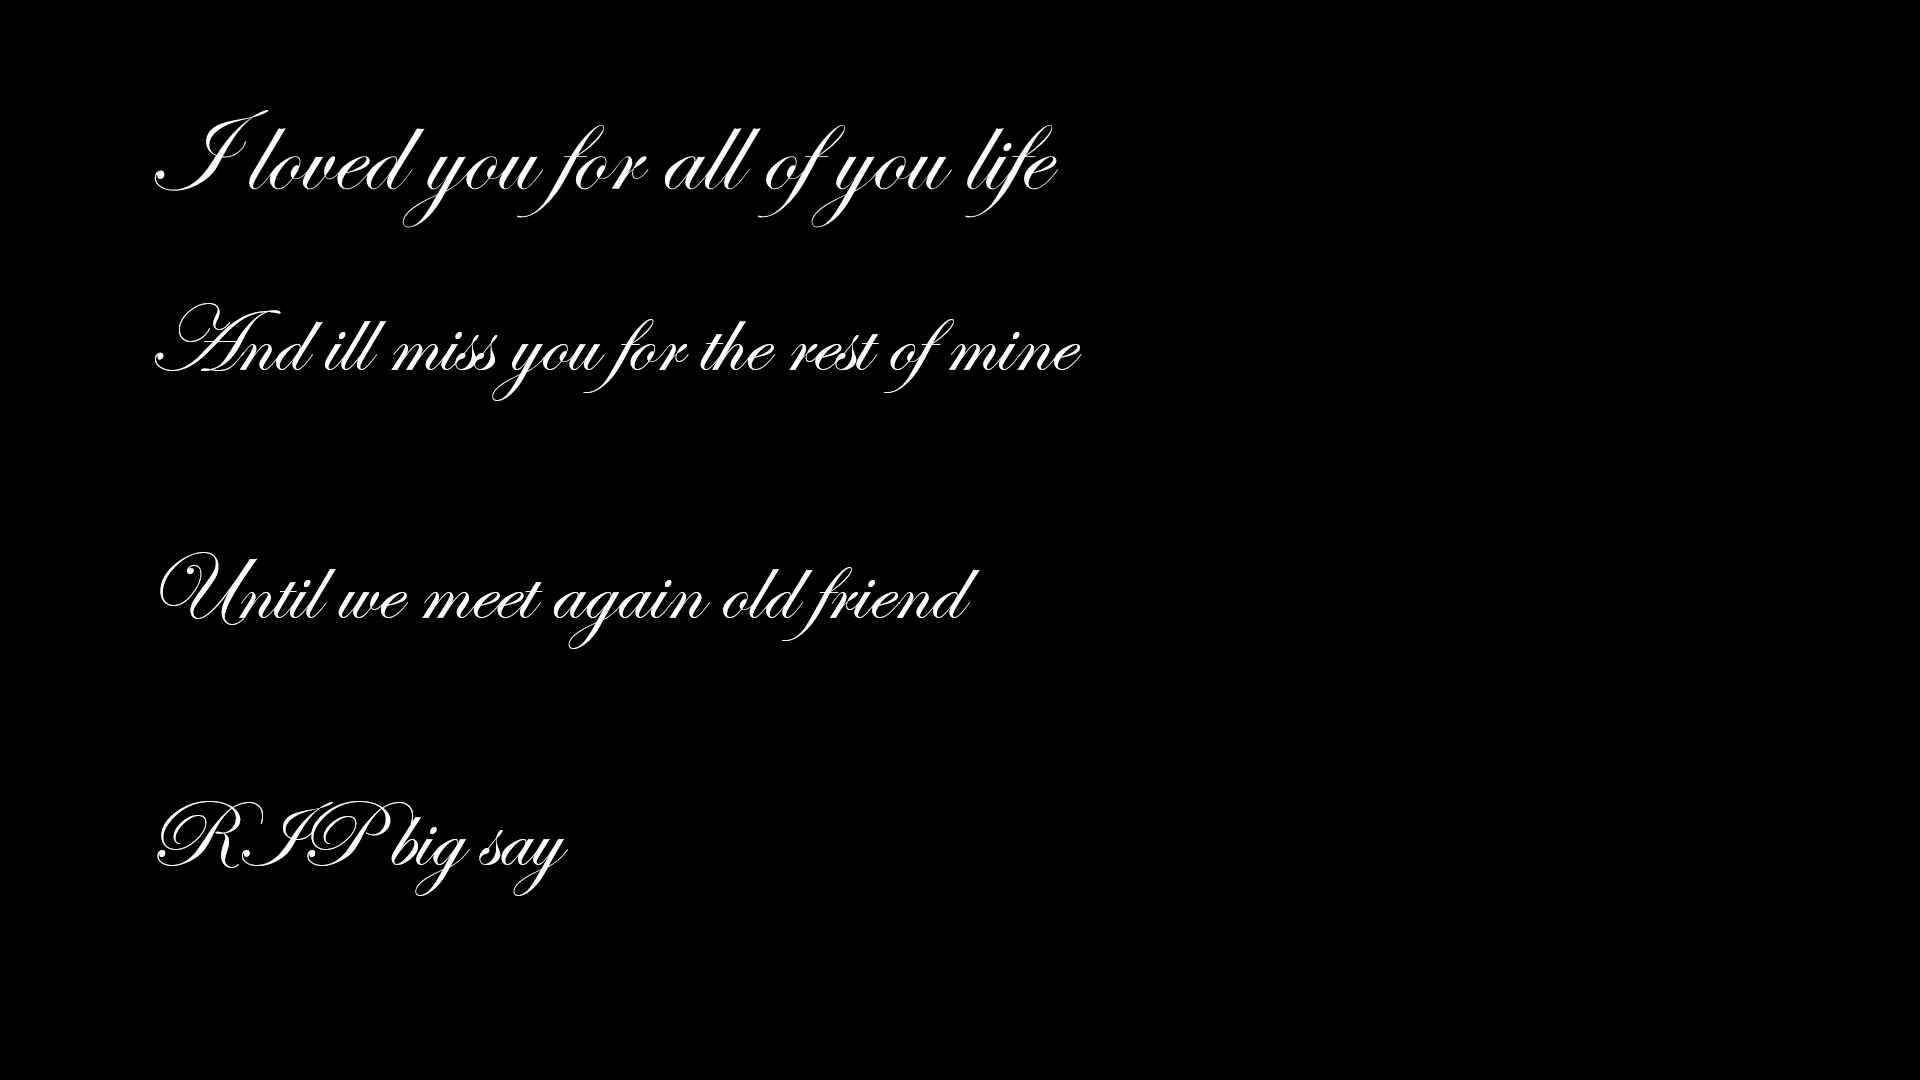 I loved you for all of you life
And ill miss you for the rest of mine
Until we meet again old friend
RIP big say